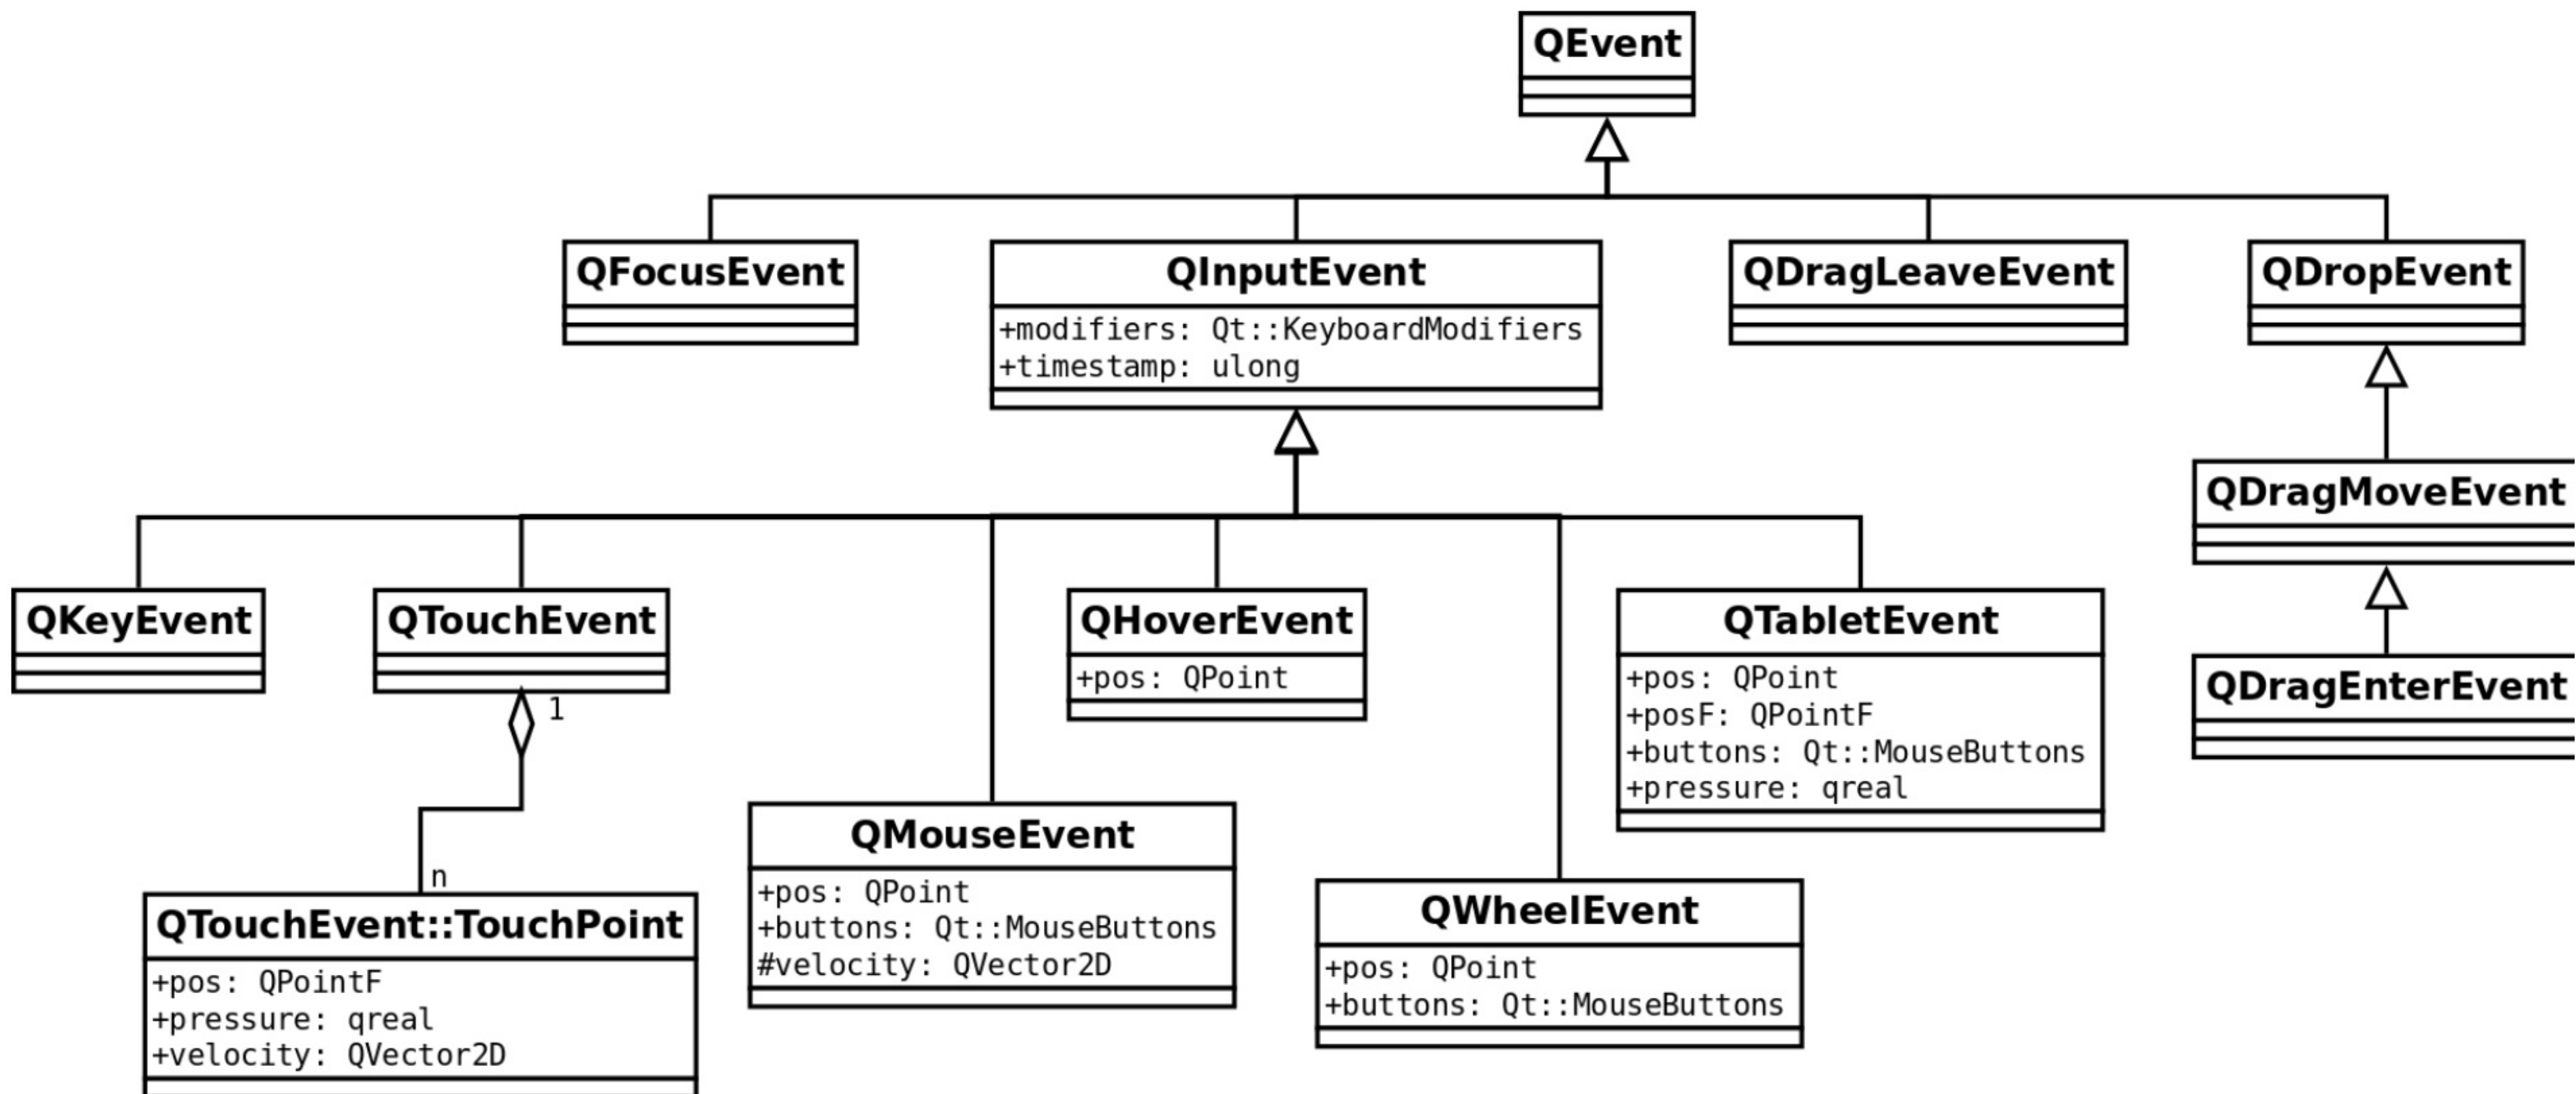 QEvent
QFocusEvent
QInputEvent
+modifiers: Qt::KeyboardModifiers
+timestamp: ulong
QDragLeaveEvent
QDropEvent
QDragMoveEvent
QDragEnterEvent
QKeyEvent
QTouchEvent
1
n
QTouchEvent::TouchPoint
+pos: QPointF
+pressure: qreal
+velocity: QVector2D
QMouseEvent
+pos: QPoint
+buttons: Qt::MouseButtons
#velocity: QVector2D
QHoverEvent
+pos: QPoint
QWheelEvent
+pos: QPoint
+buttons: Qt::MouseButtons
QTabletEvent
+pos: QPoint
+posF: QPointF
+buttons: Qt::MouseButtons
+pressure: qreal